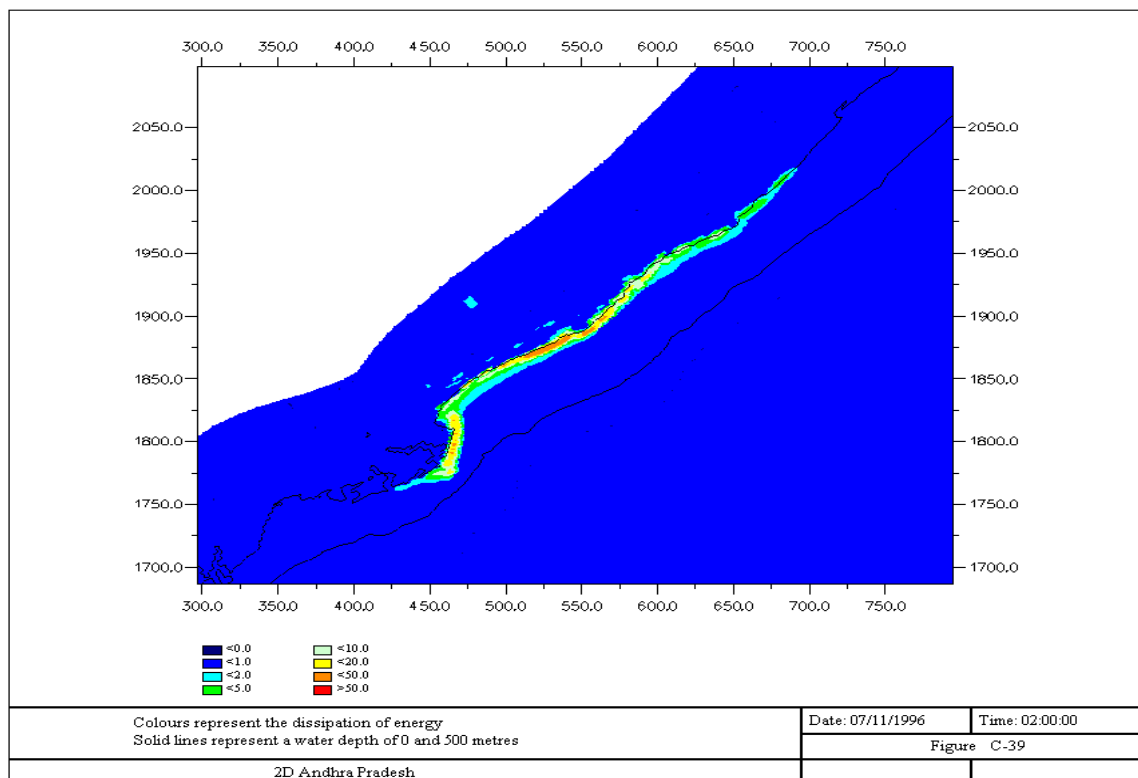 300.0 350.0 400.0 450.0 500.0 550.0 600.0 650.0 700.0 750.0
2050.0 2050.0
2000.0 2000.0
1950.0 1950.0
1900.0 1900.0
1850.0 1850.0
1800.0 1800.0
1750.0 1750.0
1700.0 1700.0
300.0 350.0 400.0 450.0 500.0 550.0 600.0 650.0 700.0 750.0
<0.0 <10.0
<1.0 <20.0
<2.0 <50.0
<5.0 >50.0
Colours represent the dissipation of energy
Solid lines represent a water depth of 0 and 500 metres
Date: 07/11/1996 Time: 02:00:00
Figure C-39
2D Andhra Pradesh